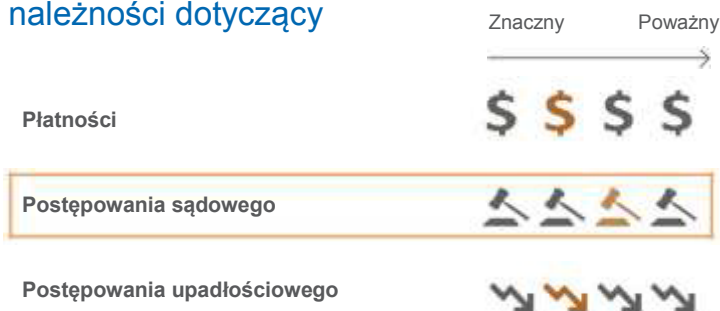 należności dotyczący
Znaczny Poważny
Płatności
$ $ $ $
Postępowania sądowego
Postępowania upadłościowego